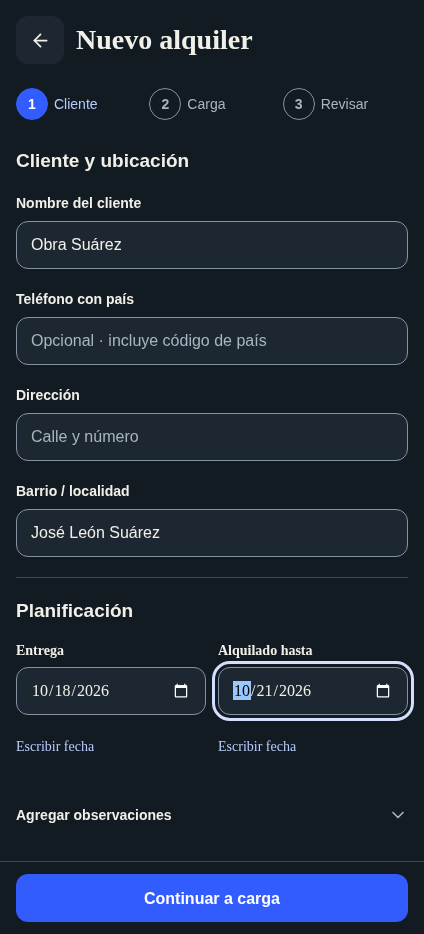 Nuevo alquiler
1 Cliente 2 Carga 3 Revisar
Cliente y ubicación
Nombre del cliente
Obra Suárez
Teléfono con país
Opcional · incluye código de país
Dirección
Calle y número
Barrio / localidad
José León Suárez
Planificación
Entrega Alquilado hasta
10/18/2026 10/21/2026
Escribir fecha Escribir fecha
Agregar observaciones
Continuar a carga